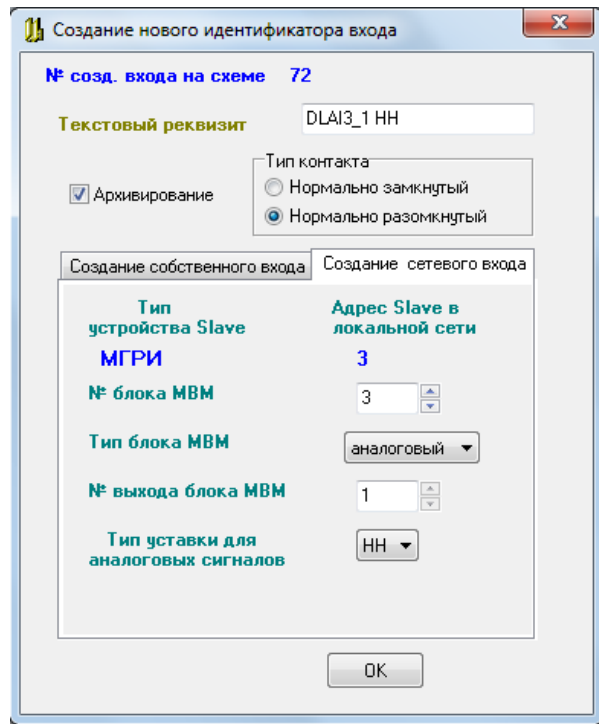 Создание нового идентификатора входа
№ созд. входа на схеме 72
Текстовый реквизит DLAI3_1 HH
Архивирование
Тип контакта
Нормально замкнутый
Нормально разомкнутый
Создание собственного входа
Создание сетевого входа
Тип устройства Slave
Адрес Slave в локальной сети
МГРИ
3
№ блока МВМ 3
Тип блока МВМ аналоговый
№ выхода блока МВМ 1
Тип уставки для аналоговых сигналов
HH
OK